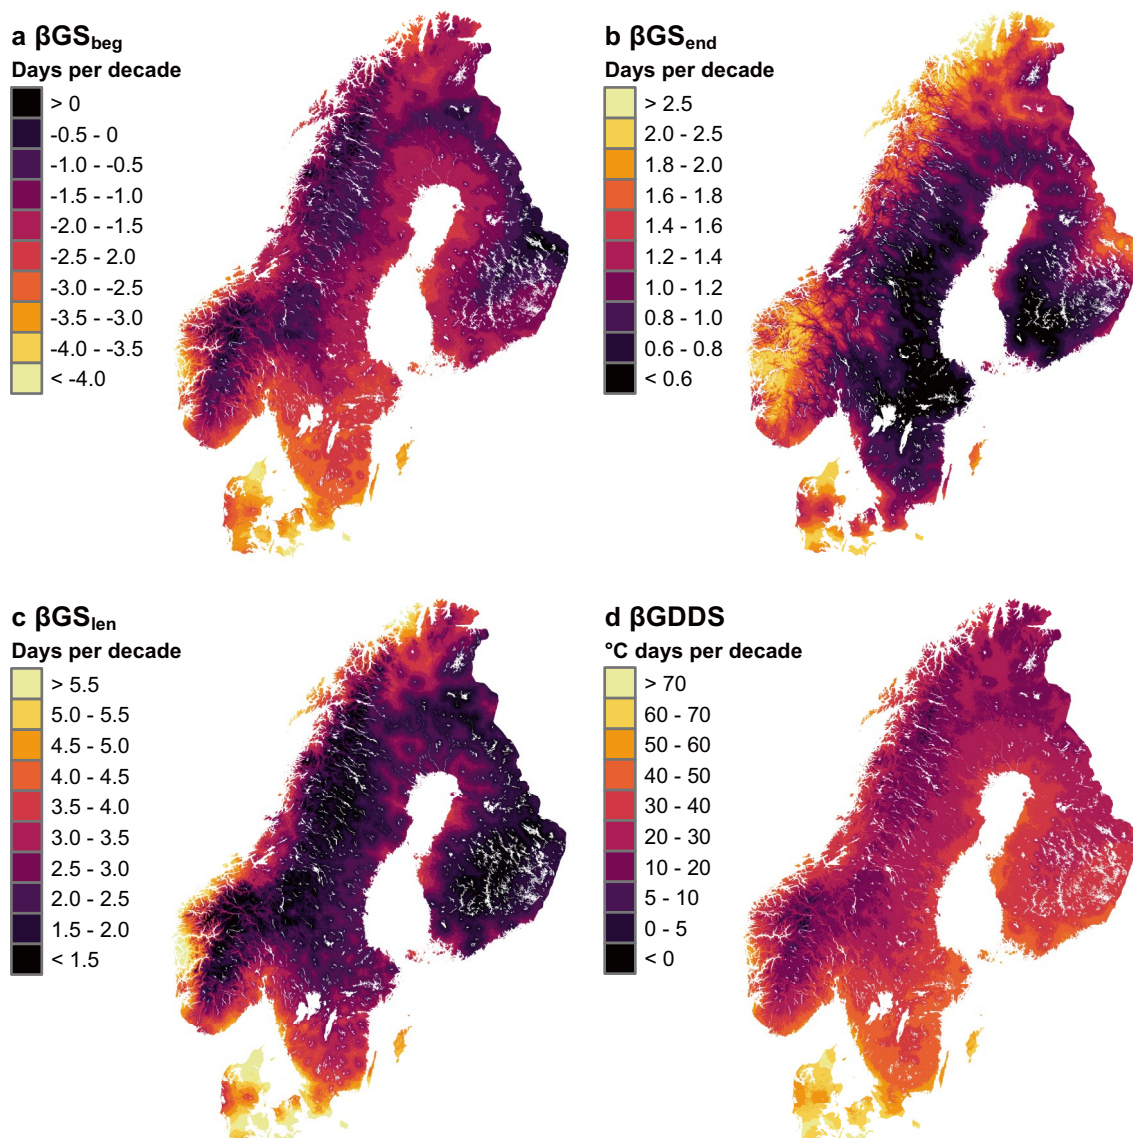 a βGSbeg
Days per decade
> 0
-0.5 - 0
-1.0 - -0.5
-1.5 - -1.0
-2.0 - -1.5
-2.5 - 2.0
-3.0 - -2.5
-3.5 - -3.0
-4.0 - -3.5
< -4.0
b βGSend
Days per decade
> 2.5
2.0 - 2.5
1.8 - 2.0
1.6 - 1.8
1.4 - 1.6
1.2 - 1.4
1.0 - 1.2
0.8 - 1.0
0.6 - 0.8
< 0.6
c βGSlen
Days per decade
> 5.5
5.0 - 5.5
4.5 - 5.0
4.0 - 4.5
3.5 - 4.0
3.0 - 3.5
2.5 - 3.0
2.0 - 2.5
1.5 - 2.0
< 1.5
d βGDDS
°C days per decade
> 70
60 - 70
50 - 60
40 - 50
30 - 40
20 - 30
10 - 20
5 - 10
0 - 5
< 0